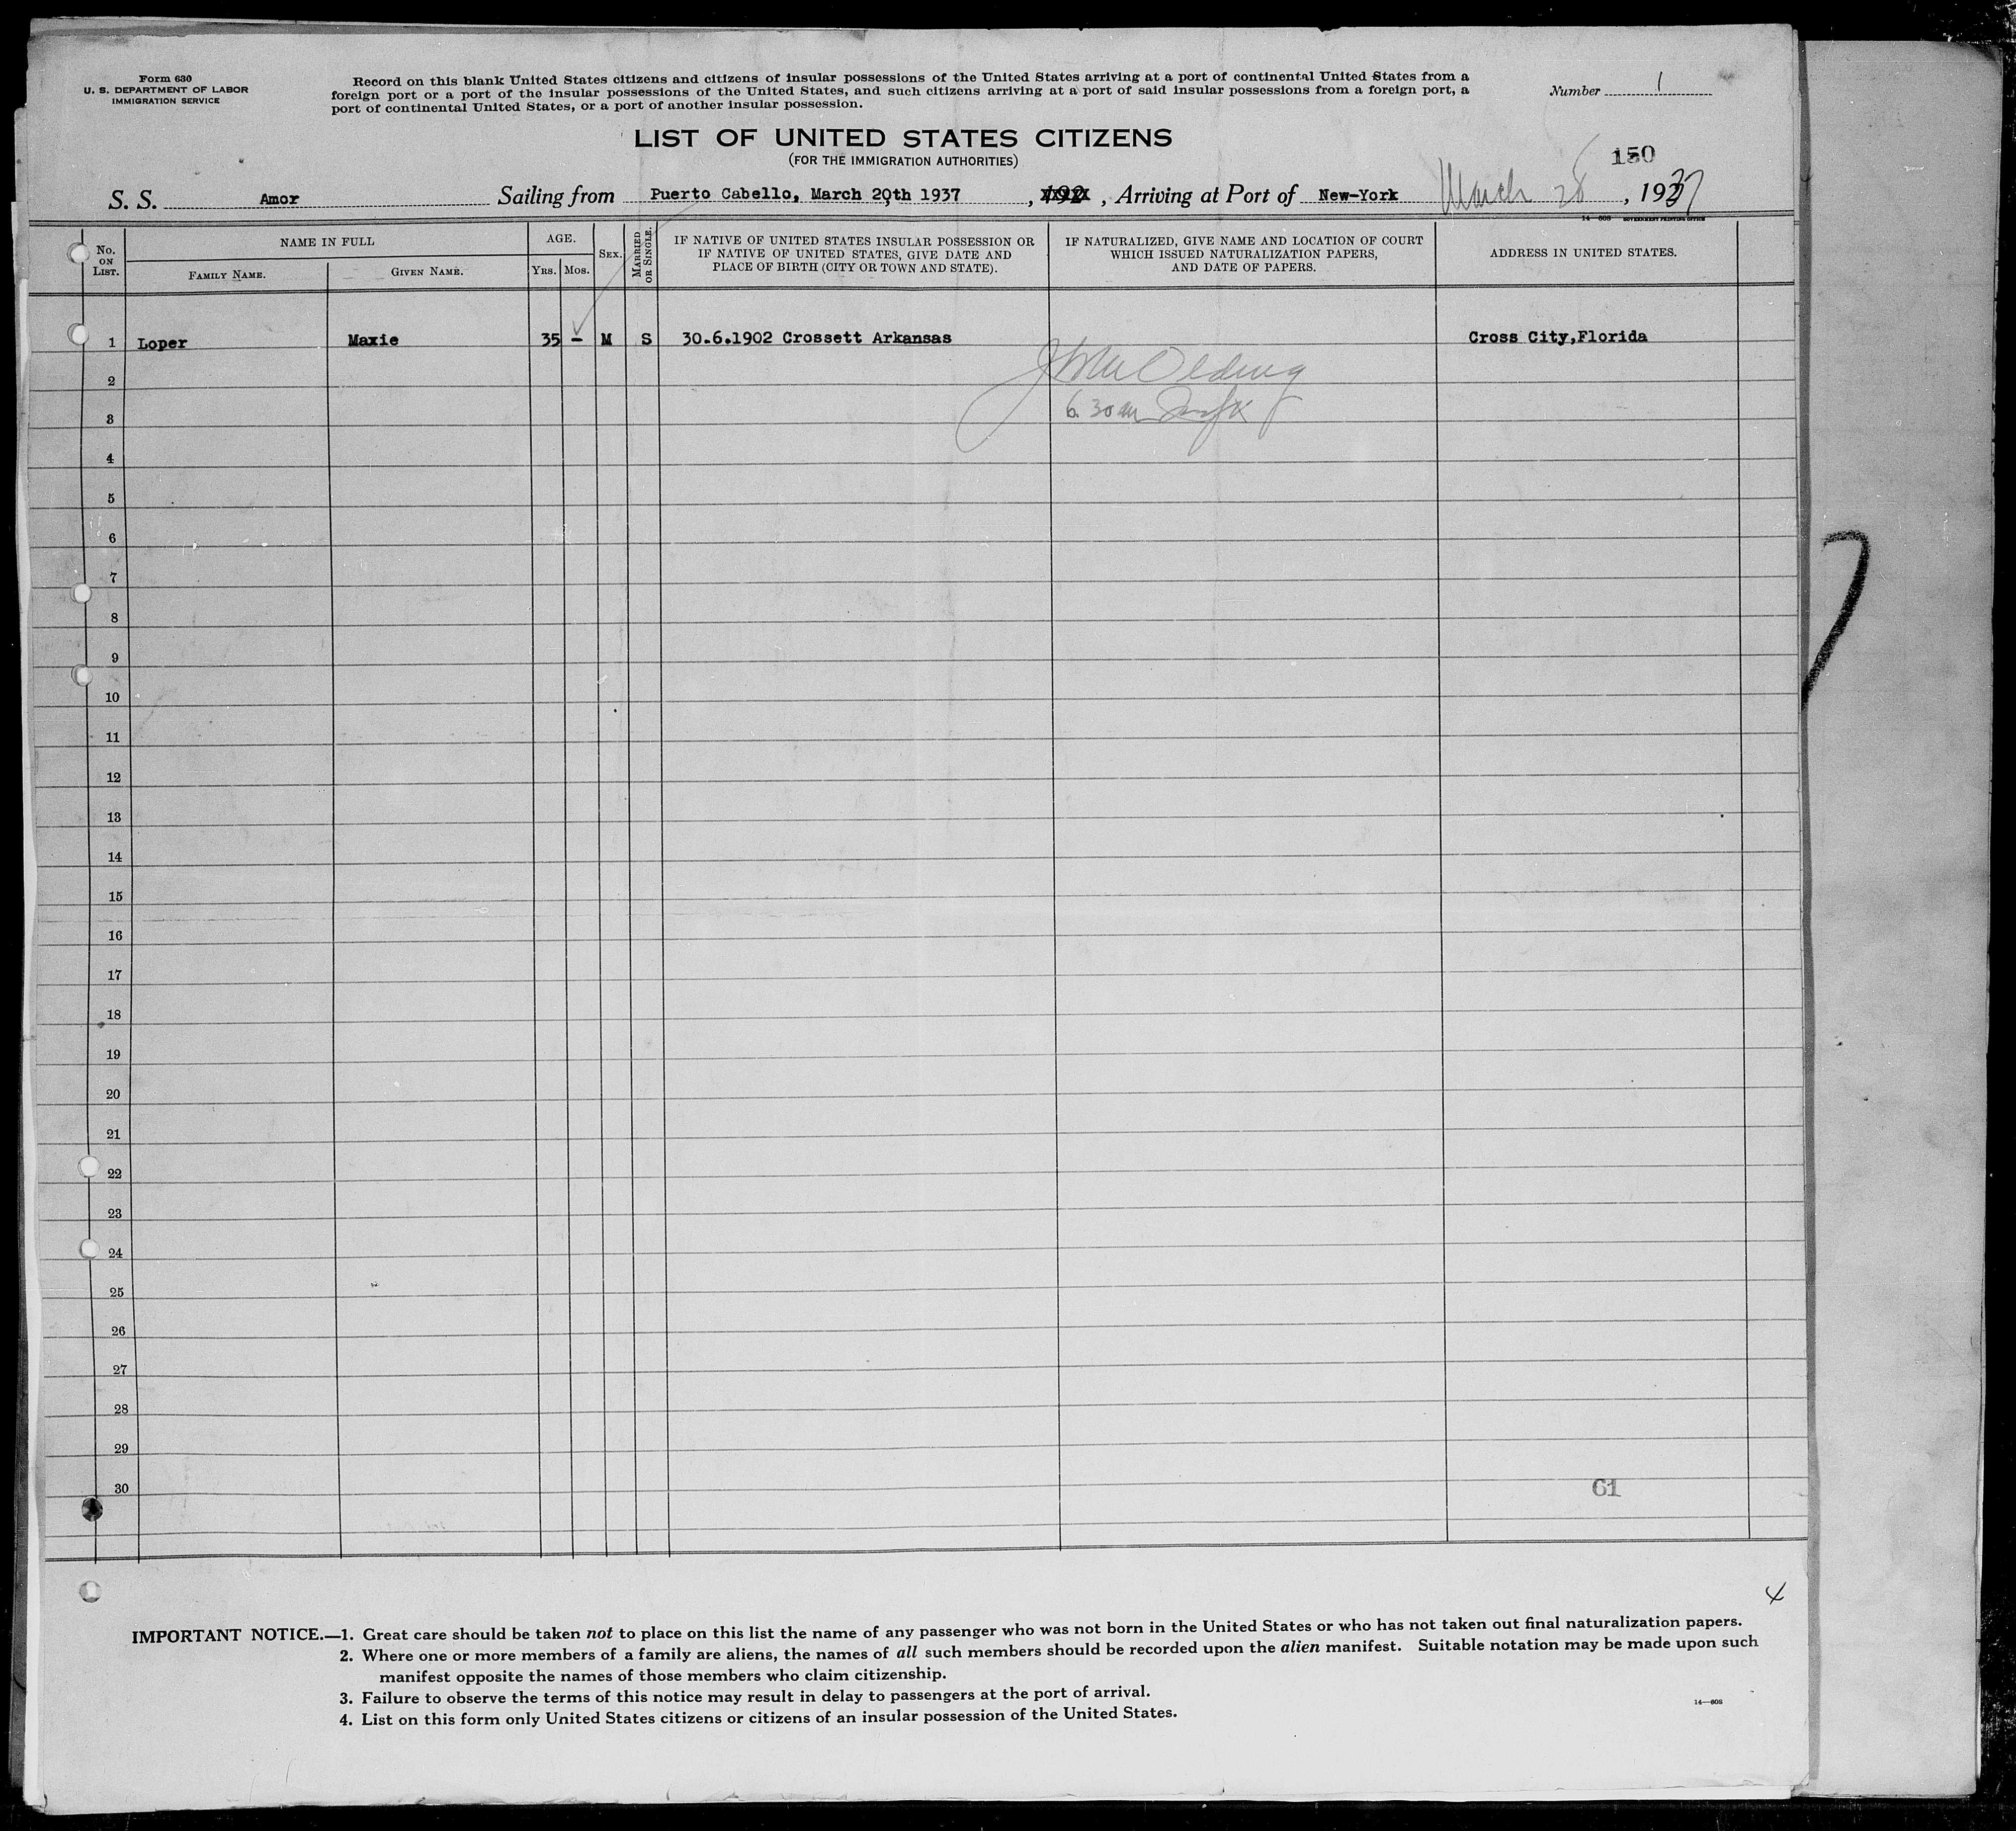 Form 630
U. S. DEPARTMENT OF LABOR
IMMIGRATION SERVICE
Record on this blank United States citizens and citizens of insular possessions of the United States arriving at a port of continental United States from a
foreign port or a port of the insular possessions of the United States, and such citizens arriving at a port of said insular possessions from a foreign port, a
port of continental United States, or a port of another insular possession.
Number 1
LIST OF UNITED STATES CITIZENS
(FOR THE IMMIGRATION AUTHORITIES)
150
S. S. Amor Sailing from Puerto Cabello, March 20th 1937 , 192 , Arriving at Port of New-York March 28 , 1937
14—608 GOVERNMENT PRINTING OFFICE
No. ON LIST.
NAME IN FULL
FAMILY NAME.
GIVEN NAME.
AGE.
YRS.
MOS.
SEX.
MARRIED OR SINGLE.
IF NATIVE OF UNITED STATES INSULAR POSSESSION OR
IF NATIVE OF UNITED STATES, GIVE DATE AND
PLACE OF BIRTH (CITY OR TOWN AND STATE).
IF NATURALIZED, GIVE NAME AND LOCATION OF COURT
WHICH ISSUED NATURALIZATION PAPERS,
AND DATE OF PAPERS.
ADDRESS IN UNITED STATES.
1 Loper Maxie 35 – M S 30.6.1902 Crossett Arkansas Cross City,Florida
2
3 6.30 am
4
5
6
7
8
9
10
11
12
13
14
15
16
17
18
19
20
21
22
23
24
25
26
27
28
29
30 61
4
IMPORTANT NOTICE.—1. Great care should be taken not to place on this list the name of any passenger who was not born in the United States or who has not taken out final naturalization papers.
2. Where one or more members of a family are aliens, the names of all such members should be recorded upon the alien manifest. Suitable notation may be made upon such
manifest opposite the names of those members who claim citizenship.
3. Failure to observe the terms of this notice may result in delay to passengers at the port of arrival.
4. List on this form only United States citizens or citizens of an insular possession of the United States.
14—608